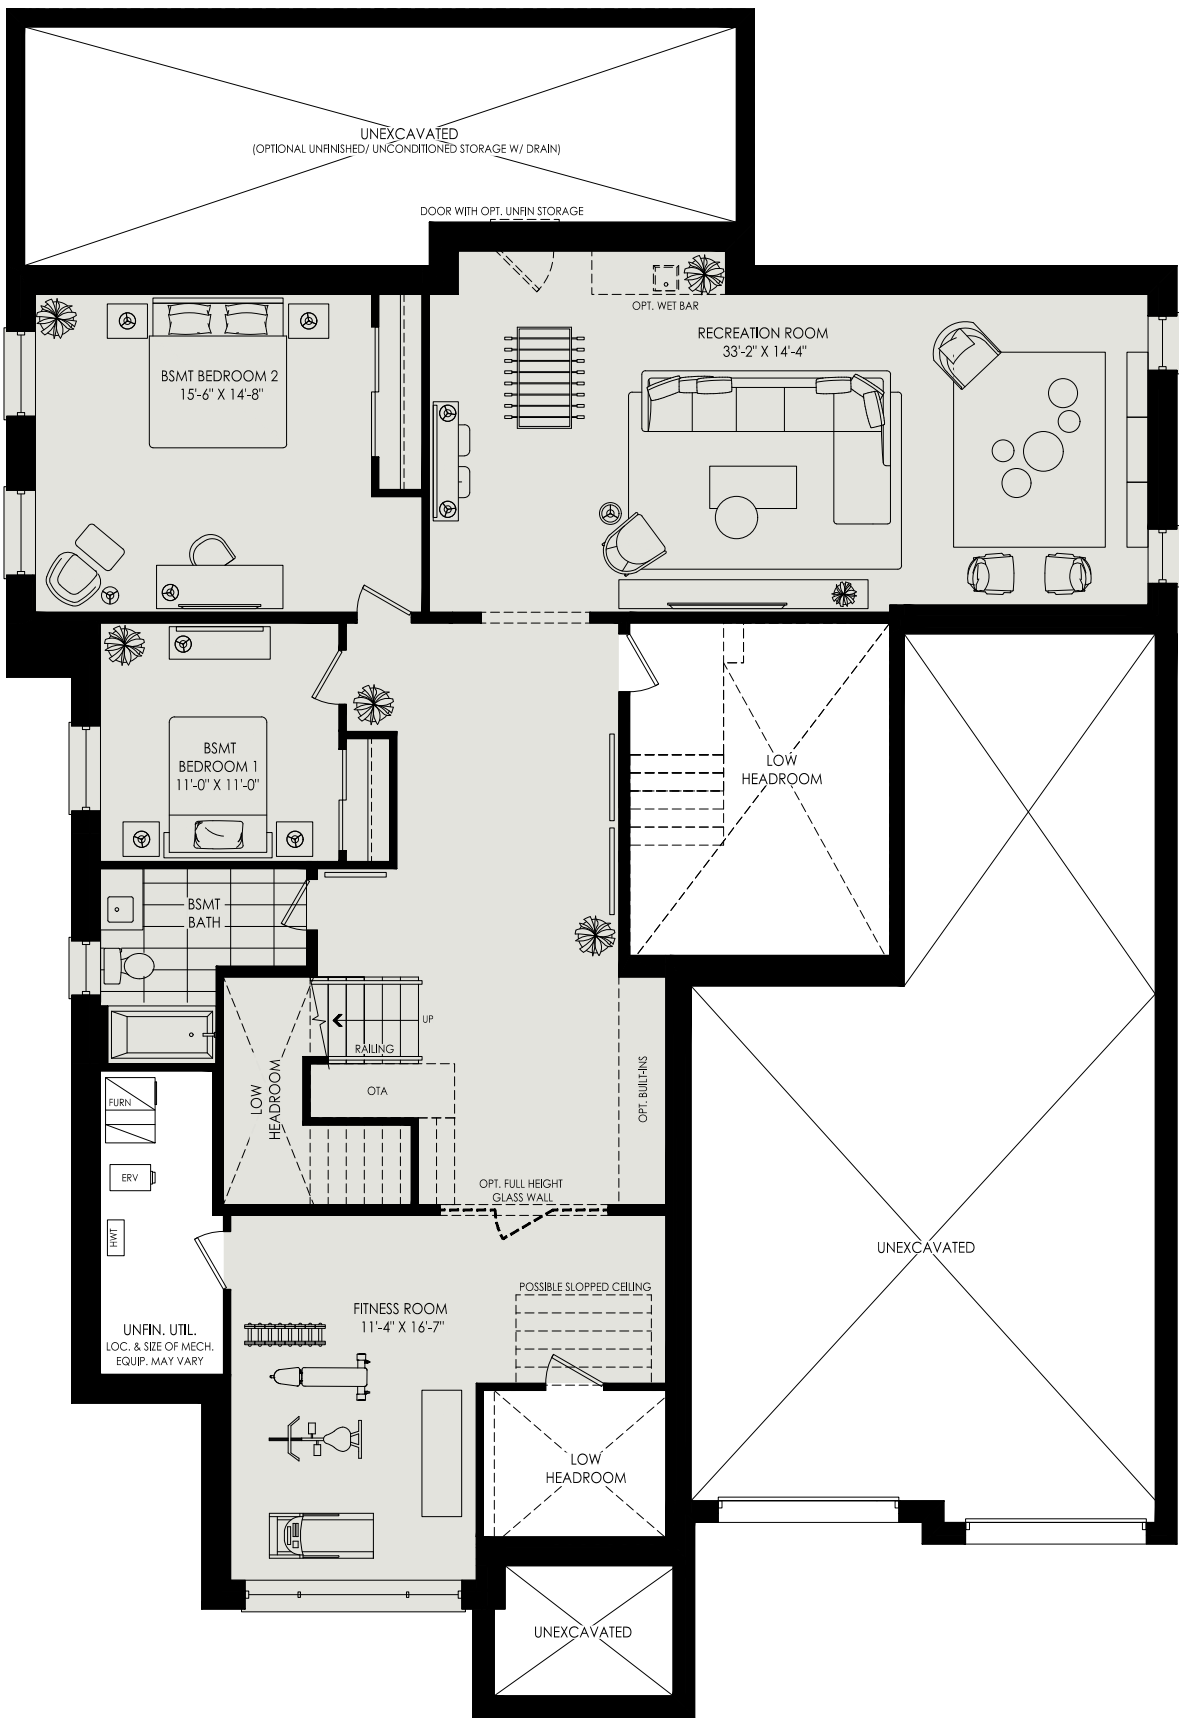 UNEXCAVATED
(OPTIONAL UNFINISHED/ UNCONDITIONED STORAGE W/ DRAIN)
DOOR WITH OPT. UNFIN STORAGE
OPT. WET BAR
RECREATION ROOM
33'-2" X 14'-4"
BSMT BEDROOM 2
15'-6" X 14'-8"
BSMT
BEDROOM 1
11'-0" X 11'-0"
LOW
HEADROOM
BSMT
BATH
UP
RAILING
OTA
LOW
HEADROOM
OPT. BUILT-INS
FURN
ERV
HWT
OPT. FULL HEIGHT
GLASS WALL
UNEXCAVATED
POSSIBLE SLOPPED CEILING
FITNESS ROOM
11'-4" X 16'-7"
UNFIN. UTIL.
LOC. & SIZE OF MECH.
EQUIP. MAY VARY
LOW
HEADROOM
UNEXCAVATED